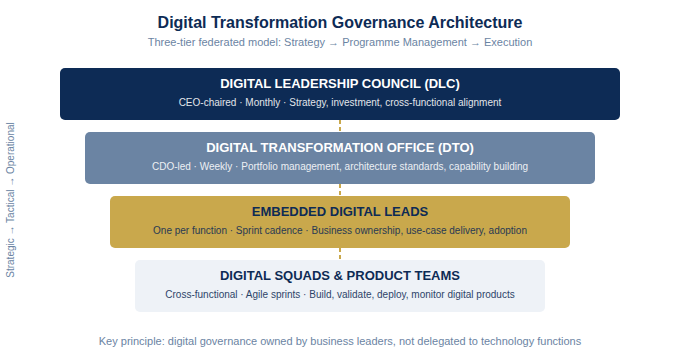 Digital Transformation Governance Architecture
Three-tier federated model: Strategy → Programme Management → Execution
DIGITAL LEADERSHIP COUNCIL (DLC)
CEO-chaired · Monthly · Strategy, investment, cross-functional alignment
DIGITAL TRANSFORMATION OFFICE (DTO)
CDO-led · Weekly · Portfolio management, architecture standards, capability building
EMBEDDED DIGITAL LEADS
One per function · Sprint cadence · Business ownership, use-case delivery, adoption
DIGITAL SQUADS & PRODUCT TEAMS
Cross-functional · Agile sprints · Build, validate, deploy, monitor digital products
Strategic → Tactical → Operational
Key principle: digital governance owned by business leaders, not delegated to technology functions